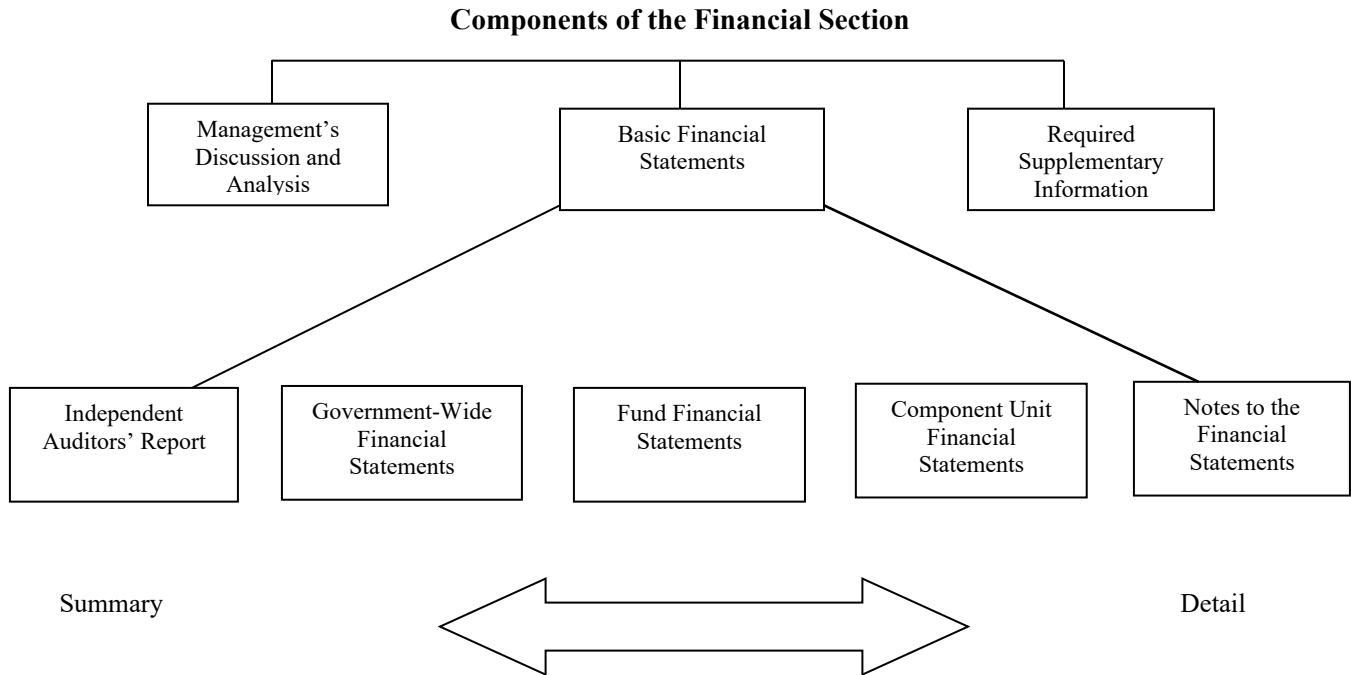 Components of the Financial Section
Management’s
Discussion and
Analysis
Basic Financial
Statements
Required
Supplementary
Information
Independent
Auditors’ Report
Government-Wide
Financial
Statements
Fund Financial
Statements
Component Unit
Financial
Statements
Notes to the
Financial
Statements
Summary
Detail